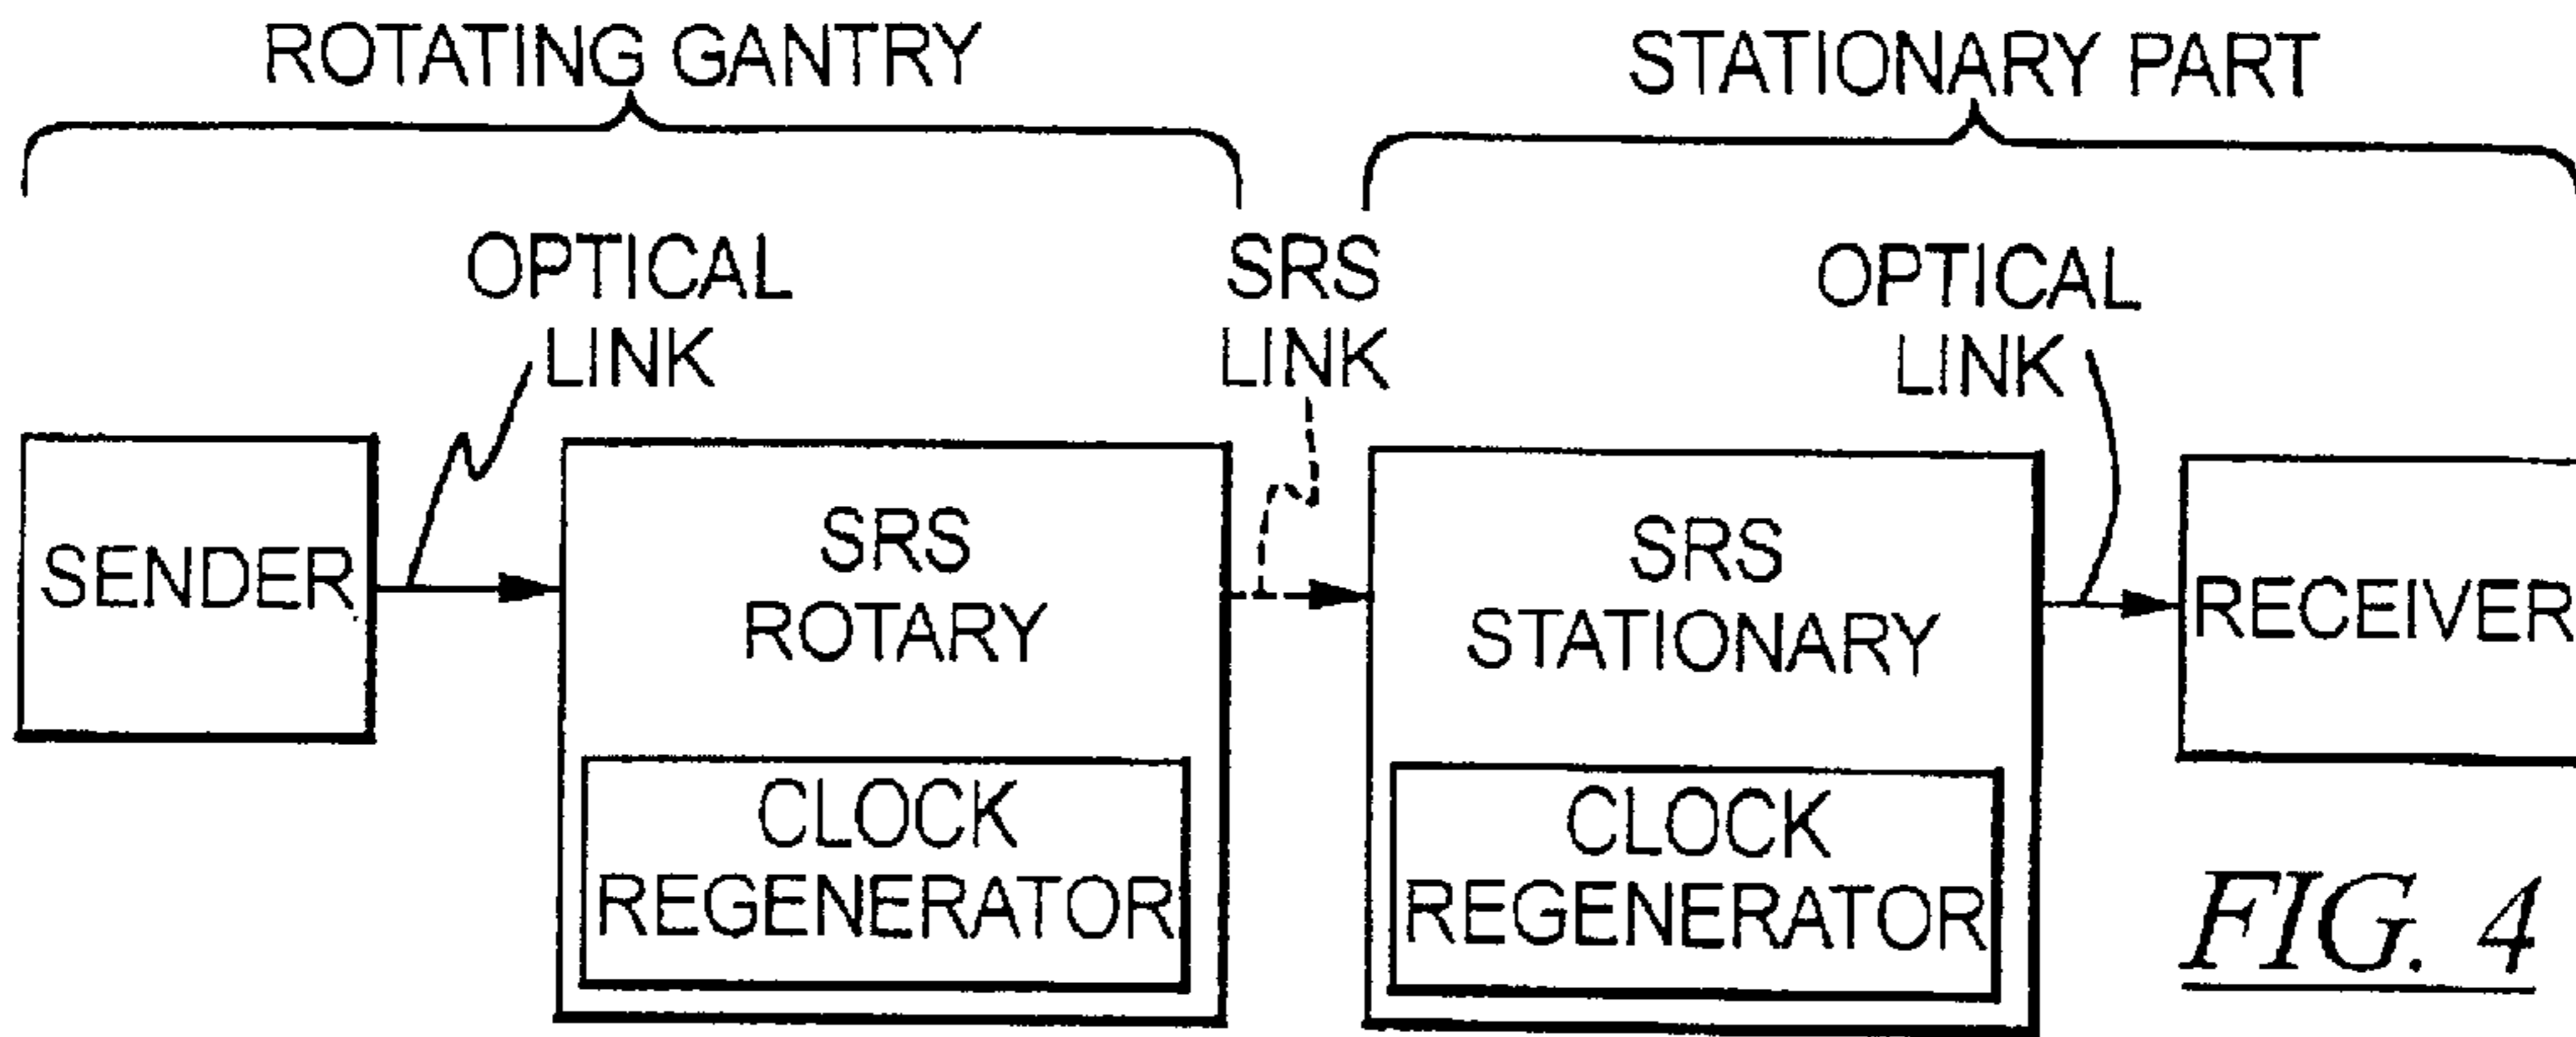 ROTATING GANTRY
STATIONARY PART
OPTICAL
LINK
SRS
LINK
OPTICAL
LINK
SENDER
SRS
ROTARY
CLOCK
REGENERATOR
SRS
STATIONARY
CLOCK
REGENERATOR
RECEIVER
FIG. 4